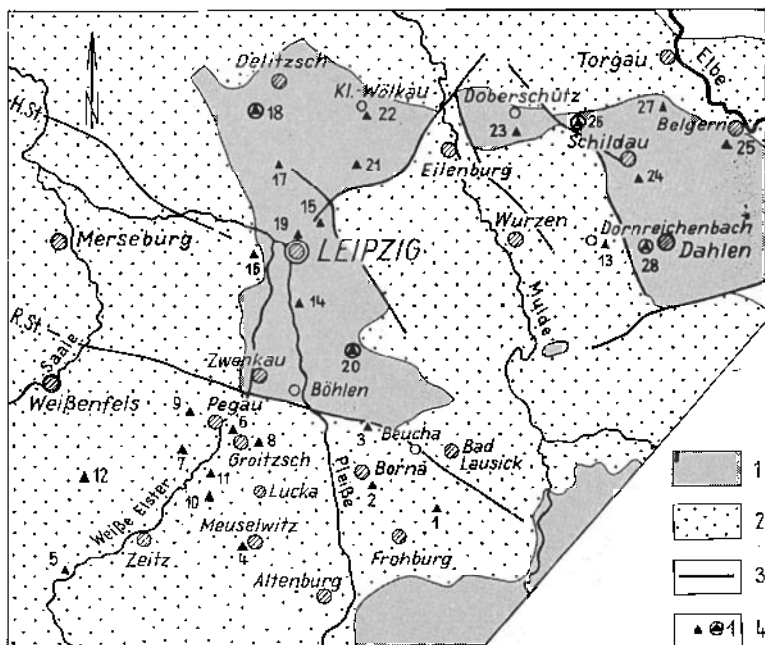 Torgau
Elbe
Delitzsch
Kl.-Wölkau
Doberschütz
H.St.
18
22
23
26
27
Belgern
Schildau
25
17
21
Eilenburg
24
15
Wurzen
Dornreichenbach
19
Merseburg
LEIPZIG
13
Dahlen
16
28
14
Mulde
R.St.
Saale
Zwenkau
20
Böhlen
Weißenfels
9
Pegau
6
3
Beucha
Bad
Lausick
7
8
Groitzsch
Pleiße
Borna
1
12
11
2
10
Lucka
Weiße Elster
1
2
Meuselwitz
Zeitz
4
Frohburg
3
5
Altenburg
1
4